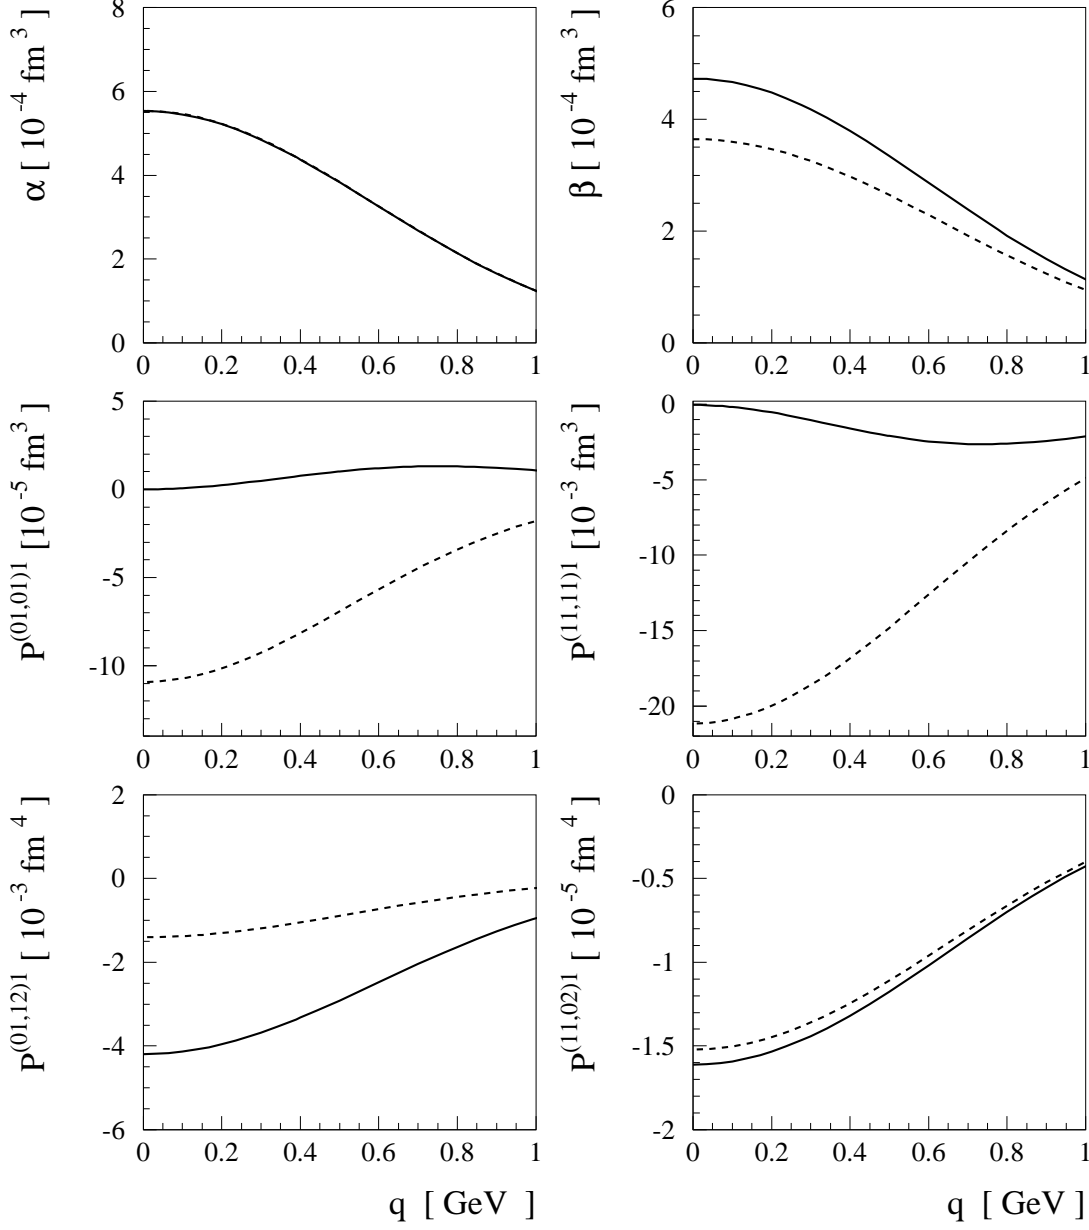 α [ 10⁻⁴ fm ³ ]
8
6
4
2
0
0 0.2 0.4 0.6 0.8 1
β [ 10⁻⁴ fm ³ ]
6
4
2
0
0 0.2 0.4 0.6 0.8 1
P⁽⁰¹,⁰¹⁾¹ [10⁻⁵ fm³ ]
5
0
-5
-10
0 0.2 0.4 0.6 0.8 1
P⁽¹¹,¹¹⁾¹ [10⁻³ fm³ ]
0
-5
-10
-15
-20
0 0.2 0.4 0.6 0.8 1
P⁽⁰¹,¹²⁾¹ [ 10⁻³ fm ⁴ ]
2
0
-2
-4
-6
0 0.2 0.4 0.6 0.8 1
q [ GeV ]
P⁽¹¹,⁰²⁾¹ [ 10⁻⁵ fm ⁴ ]
0
-0.5
-1
-1.5
-2
0 0.2 0.4 0.6 0.8 1
q [ GeV ]